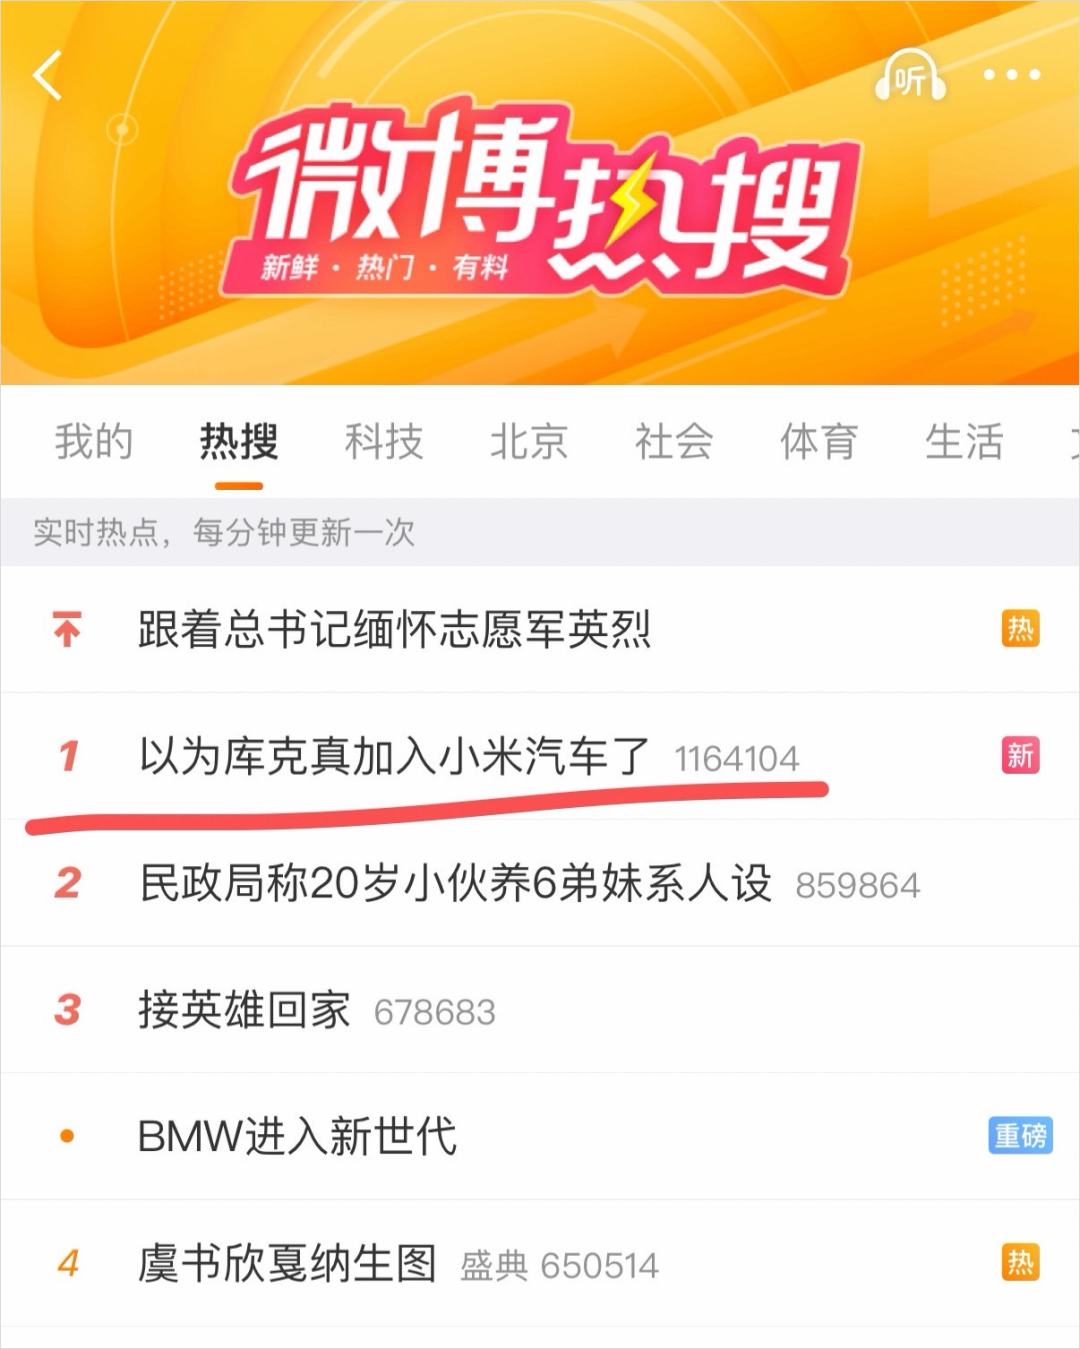 听
微博热搜
新鲜·热门·有料
我的 热搜 科技 北京 社会 体育 生活
实时热点，每分钟更新一次
跟着总书记缅怀志愿军英烈 热
1 以为库克真加入小米汽车了 1164104 新
2 民政局称20岁小伙养6弟妹系人设 859864
3 接英雄回家 678683
BMW进入新世代 重磅
4 虞书欣戛纳生图 盛典 650514 热